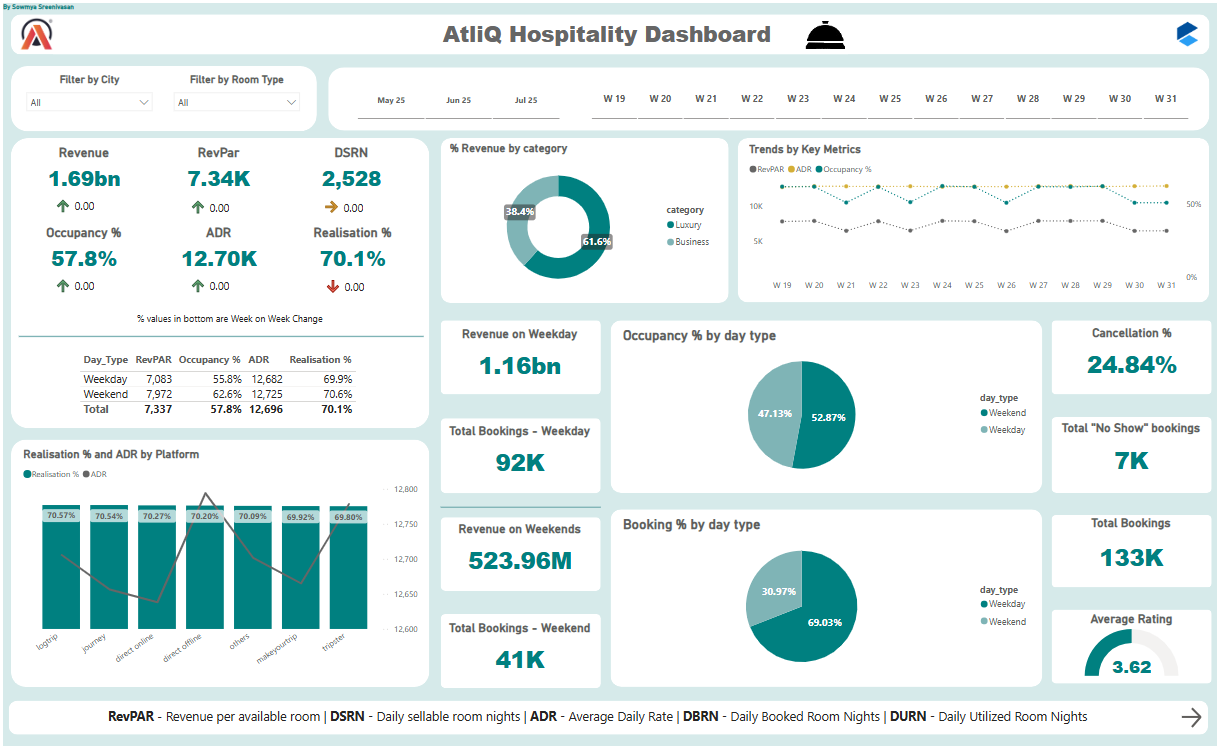 By Sowmya Sreenivasan
AtliQ Hospitality Dashboard
Filter by City
Filter by Room Type
All
All
May 25 Jun 25 Jul 25
W 19 W 20 W 21 W 22 W 23 W 24 W 25 W 26 W 27 W 28 W 29 W 30 W 31
Revenue RevPar DSRN
1.69bn 7.34K 2,528
0.00 0.00 0.00
Occupancy % ADR Realisation %
57.8% 12.70K 70.1%
0.00 0.00 0.00
% values in bottom are Week on Week Change
Day_Type RevPAR Occupancy % ADR Realisation %
Weekday 7,083 55.8% 12,682 69.9%
Weekend 7,972 62.6% 12,725 70.6%
Total 7,337 57.8% 12,696 70.1%
% Revenue by category
38.4%
61.6%
category
Luxury
Business
Trends by Key Metrics
RevPAR ADR Occupancy %
10K
5K
50%
0%
W 19 W 20 W 21 W 22 W 23 W 24 W 25 W 26 W 27 W 28 W 29 W 30 W 31
Realisation % and ADR by Platform
Realisation % ADR
12,800
12,750
12,700
12,650
12,600
70.57% 70.54% 70.27% 70.20% 70.09% 69.92% 69.80%
logtrip journey direct online direct offline others makeyourtrip tripster
Revenue on Weekday
1.16bn
Total Bookings - Weekday
92K
Revenue on Weekends
523.96M
Total Bookings - Weekend
41K
Occupancy % by day type
47.13%
52.87%
day_type
Weekend
Weekday
Booking % by day type
30.97%
69.03%
day_type
Weekday
Weekend
Cancellation %
24.84%
Total "No Show" bookings
7K
Total Bookings
133K
Average Rating
3.62
RevPAR - Revenue per available room | DSRN - Daily sellable room nights | ADR - Average Daily Rate | DBRN - Daily Booked Room Nights | DURN - Daily Utilized Room Nights